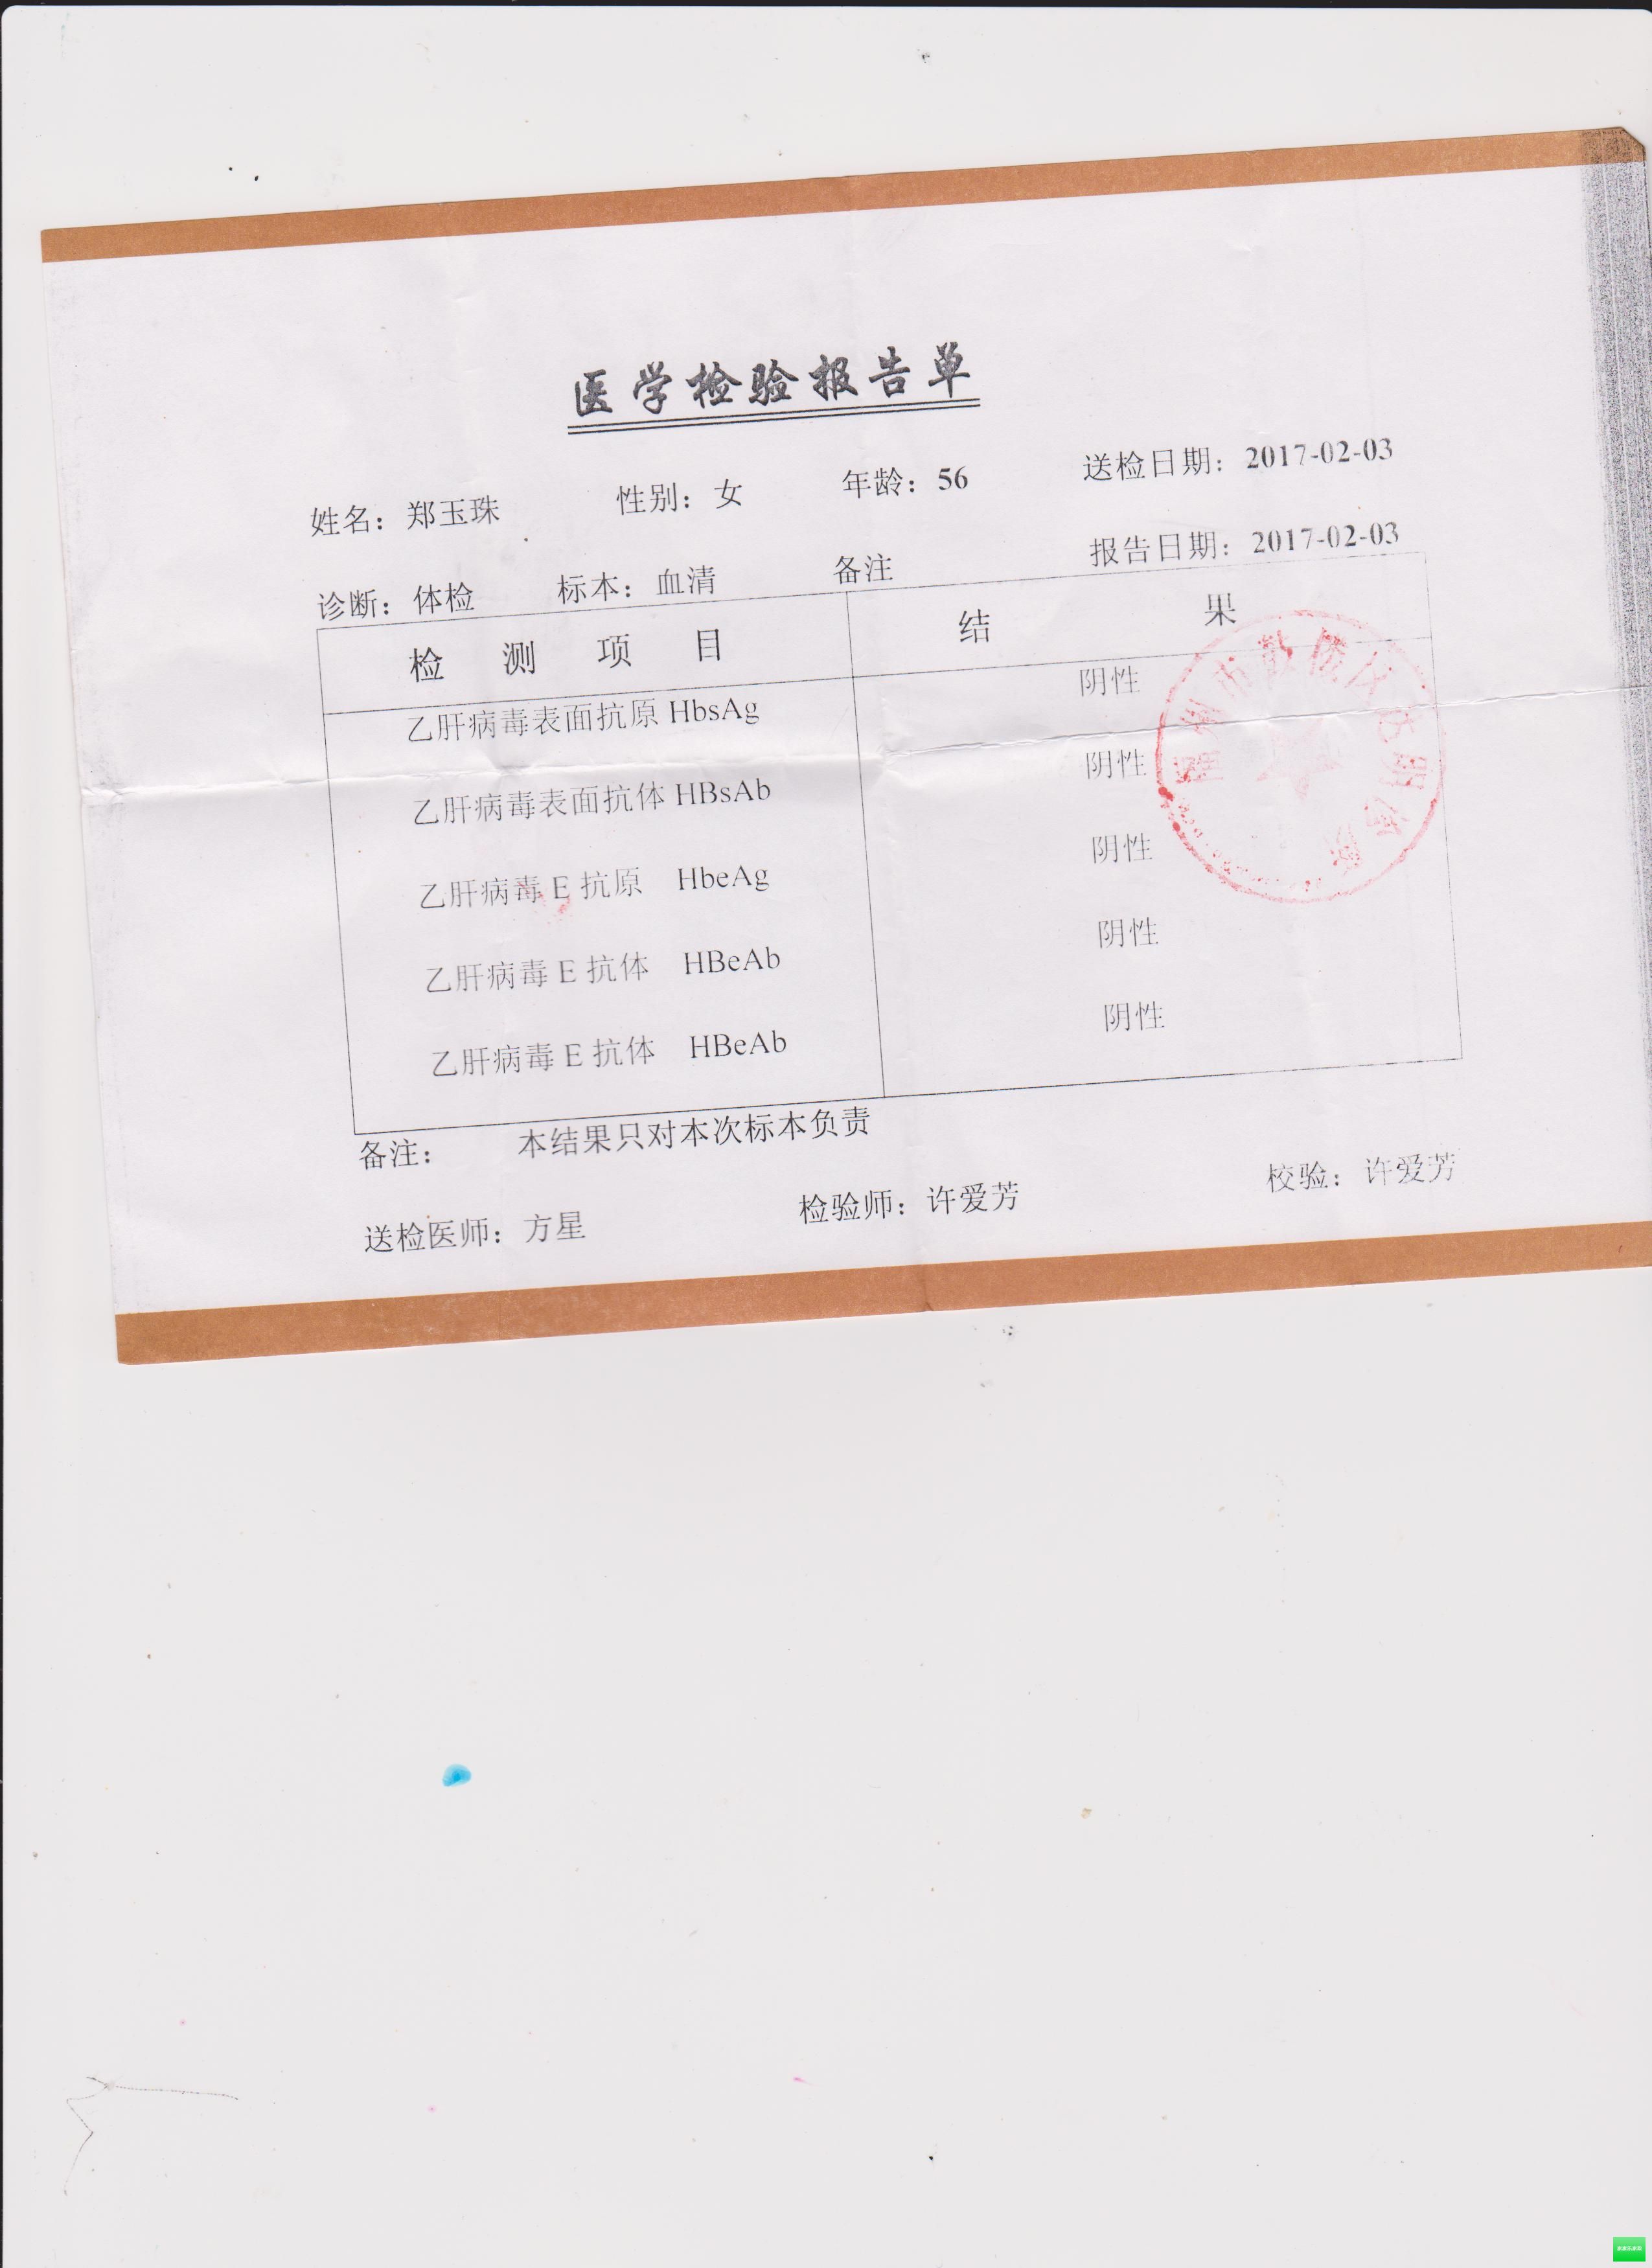 医学检验报告单
姓名：郑玉珠 性别：女 年龄：56 送检日期：2017-02-03
诊断：体检 标本：血清 备注 报告日期：2017-02-03
检 测 项 目 结 果
乙肝病毒表面抗原 HbsAg 阴性
乙肝病毒表面抗体 HBsAb 阴性
乙肝病毒 E 抗原 HbeAg 阴性
乙肝病毒 E 抗体 HBeAb 阴性
乙肝病毒 E 抗体 HBeAb 阴性
备注： 本结果只对本次标本负责
送检医师：方星 检验师：许爱芳 校验：许爱芳